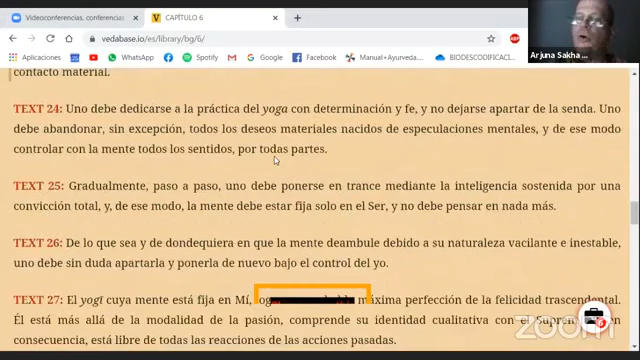 Videoconferencias, conferencias
CAPÍTULO 6
vedabase.io/es/library/bg/6/
Aplicaciones
WhatsApp
Spotify
Google
Facebook
Manual+Ayurveda...
BIODESCODIFICACI...
Arjuna Sakha
contacto material.
TEXT 24: Uno debe dedicarse a la práctica del yoga con determinación y fe, y no dejarse apartar de la senda. Uno
debe abandonar, sin excepción, todos los deseos materiales nacidos de especulaciones mentales, y de ese modo
controlar con la mente todos los sentidos, por todas partes.
TEXT 25: Gradualmente, paso a paso, uno debe ponerse en trance mediante la inteligencia sostenida por una
convicción total, y, de ese modo, la mente debe estar fija solo en el Ser, y no debe pensar en nada más.
TEXT 26: De lo que sea y de dondequiera en que la mente deambule debido a su naturaleza vacilante e inestable,
uno debe sin duda apartarla y ponerla de nuevo bajo el control del yo.
TEXT 27: El yogī cuya mente está fija en Mí, máxima perfección de la felicidad trascendental.
Él está más allá de la modalidad de la pasión, comprende su identidad cualitativa con el Supremo, en
consecuencia, está libre de todas las reacciones de las acciones pasadas.
zoom